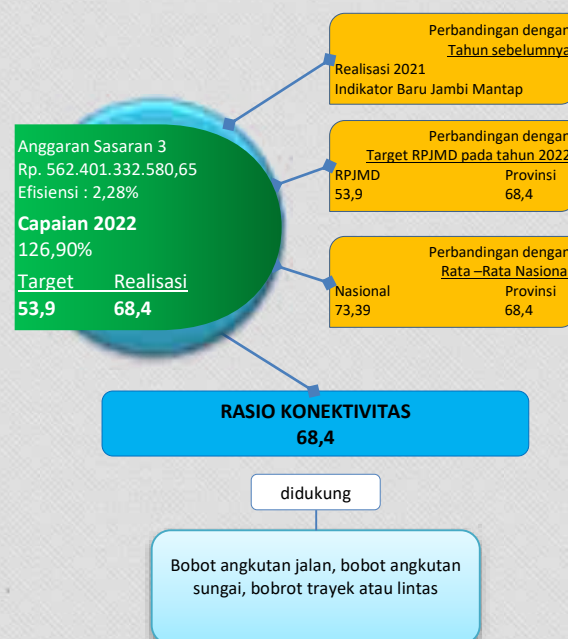 Perbandingan dengan
Tahun sebelumnya
Realisasi 2021
Indikator Baru Jambi Mantap
Anggaran Sasaran 3
Rp. 562.401.332.580,65
Efisiensi : 2,28%
Capaian 2022
126,90%
Target Realisasi
53,9 68,4
Perbandingan dengan
Target RPJMD pada tahun 2022
RPJMD Provinsi
53,9 68,4
Perbandingan dengan
Rata –Rata Nasional
Nasional Provinsi
73,39 68,4
RASIO KONEKTIVITAS
68,4
didukung
Bobot angkutan jalan, bobot angkutan
sungai, bobrot trayek atau lintas